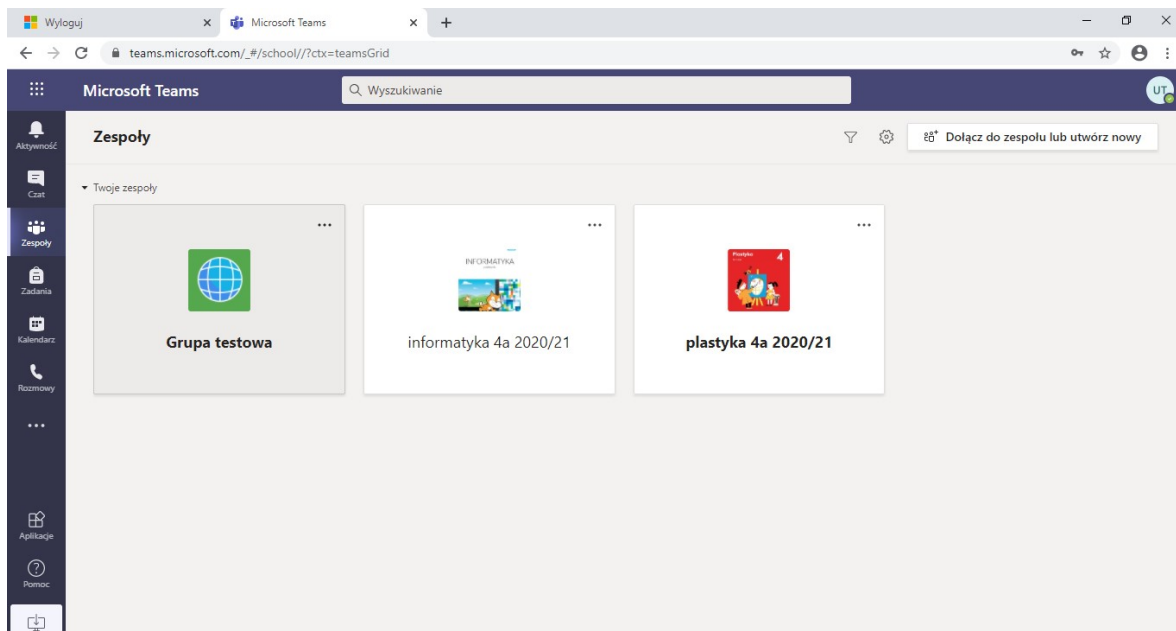 Wyloguj
Microsoft Teams
teams.microsoft.com/_#/school//?ctx=teamsGrid
Microsoft Teams
Wyszukiwanie
UT
Aktywność
Czat
Zespoły
Zadania
Kalendarz
Rozmowy
Aplikacje
Pomoc
Zespoły
Dołącz do zespołu lub utwórz nowy
Twoje zespoły
Grupa testowa
INFORMATYKA
informatyka 4a 2020/21
Plastyka 4
plastyka 4a 2020/21